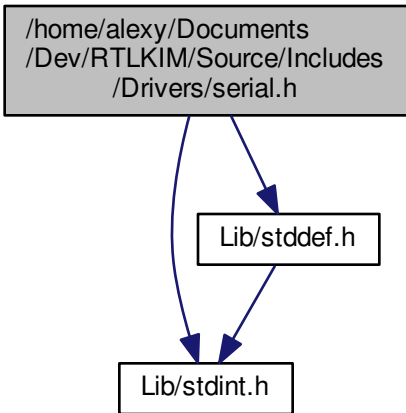 /home/alexy/Documents
/Dev/RTLKIM/Source/Includes
/Drivers/serial.h
Lib/stddef.h
Lib/stdint.h